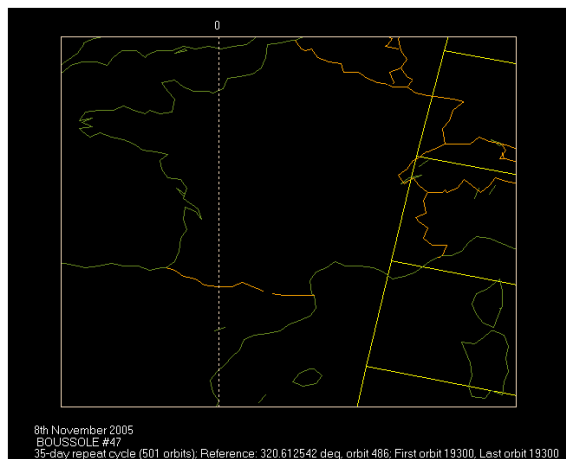 0
8th November 2005
BOUSSOLE #47
35-day repeat cycle (501 orbits); Reference: 320.612542 deg, orbit 486; First orbit 19300, Last orbit 19300